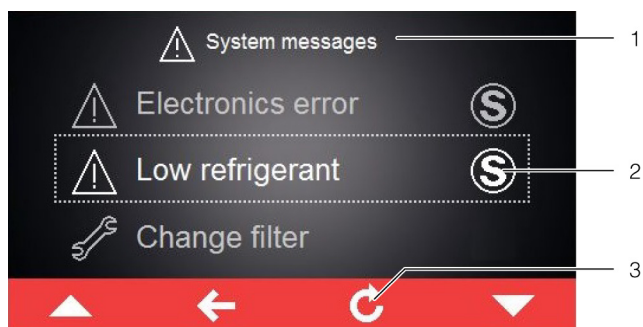 System messages
1
Electronics error
S
Low refrigerant
S
2
Change filter
3